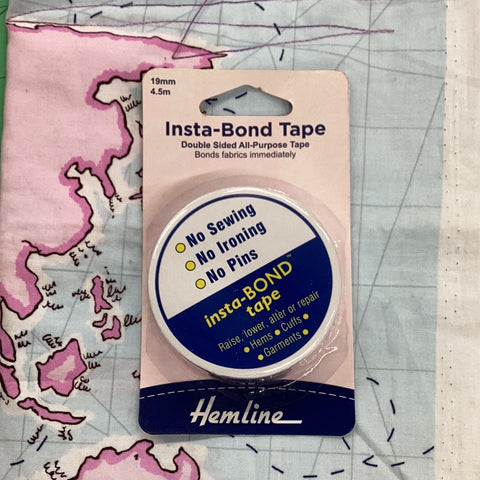 19mm
4.5m
Insta-Bond Tape
Double Sided All-Purpose Tape
Bonds fabrics immediately
No Sewing
No Ironing
No Pins
insta-BOND™
tape
Raise, lower, alter or repair
• Hems • Cuffs •
• Garments •
Hemline